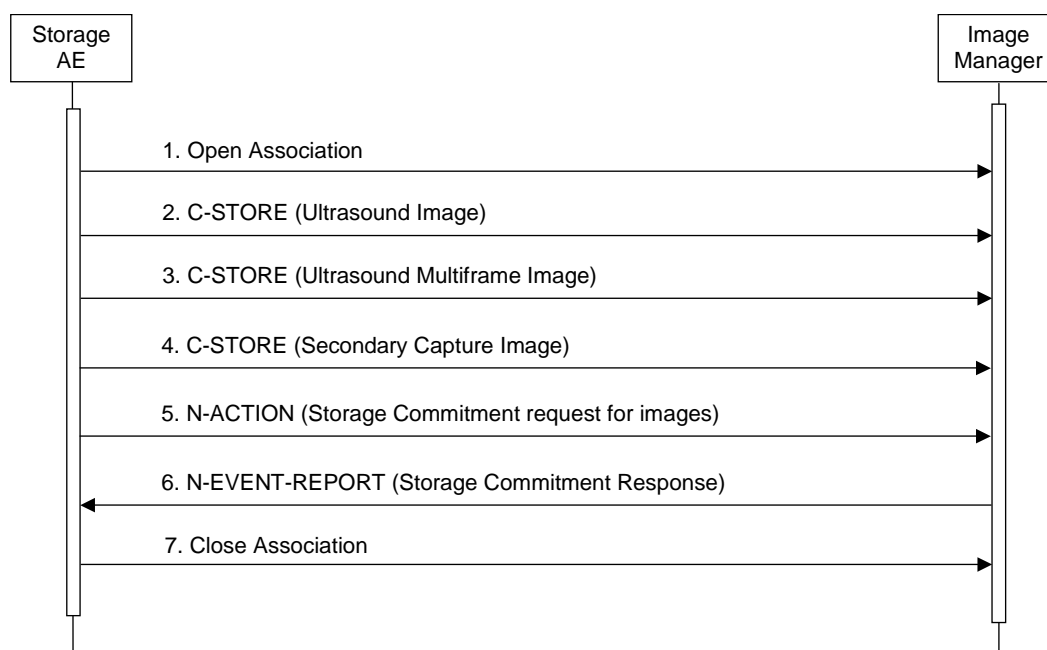 Storage
AE
Image
Manager
1. Open Association
2. C-STORE (Ultrasound Image)
3. C-STORE (Ultrasound Multiframe Image)
4. C-STORE (Secondary Capture Image)
5. N-ACTION (Storage Commitment request for images)
6. N-EVENT-REPORT (Storage Commitment Response)
7. Close Association